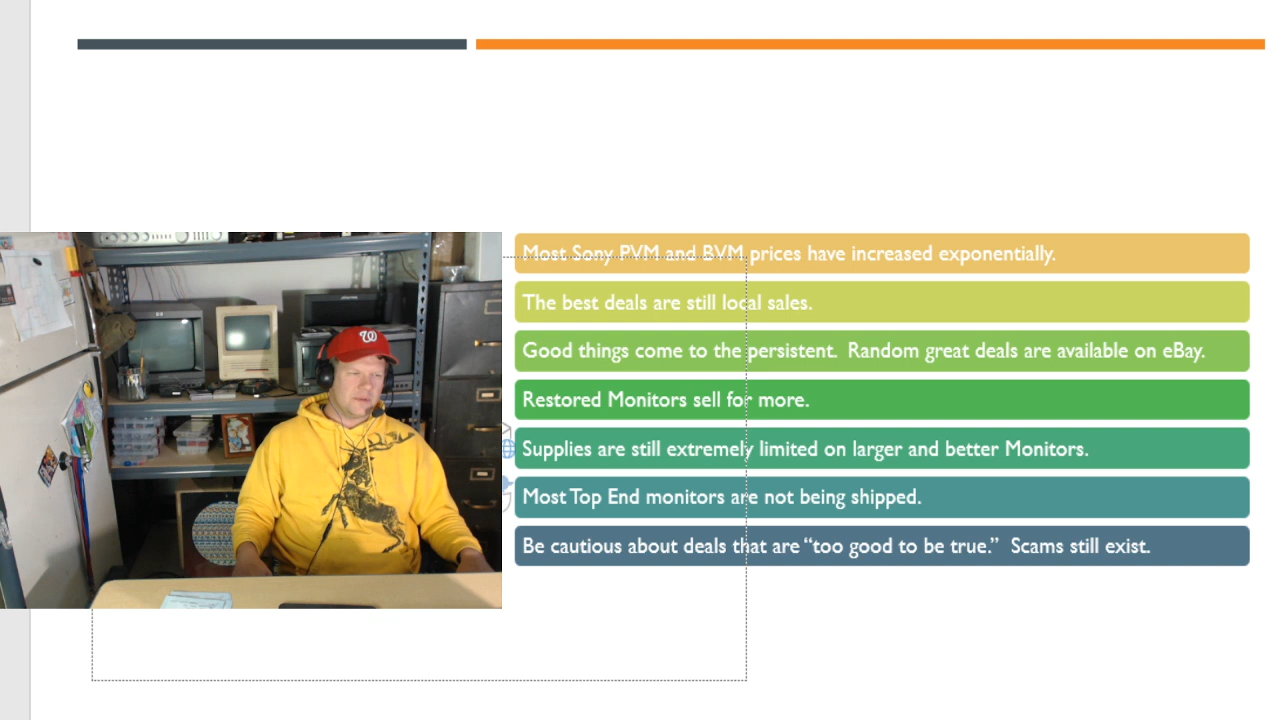 Most Sony PVM and BVM prices have increased exponentially.
The best deals are still local sales.
Good things come to the persistent.  Random great deals are available on eBay.
Restored Monitors sell for more.
Supplies are still extremely limited on larger and better Monitors.
Most Top End monitors are not being shipped.
Be cautious about deals that are “too good to be true.”  Scams still exist.
W